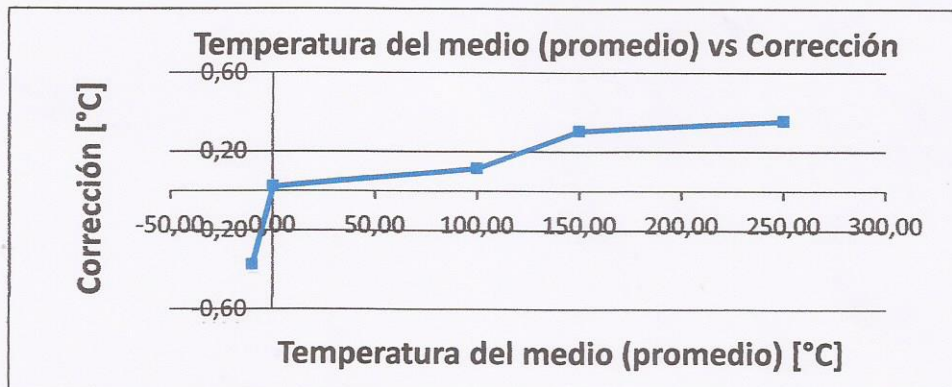 Temperatura del medio (promedio) vs Corrección
0,60
0,20
-0,20
-0,60
Corrección [°C]
-50,00 0,00 50,00 100,00 150,00 200,00 250,00 300,00
Temperatura del medio (promedio) [°C]